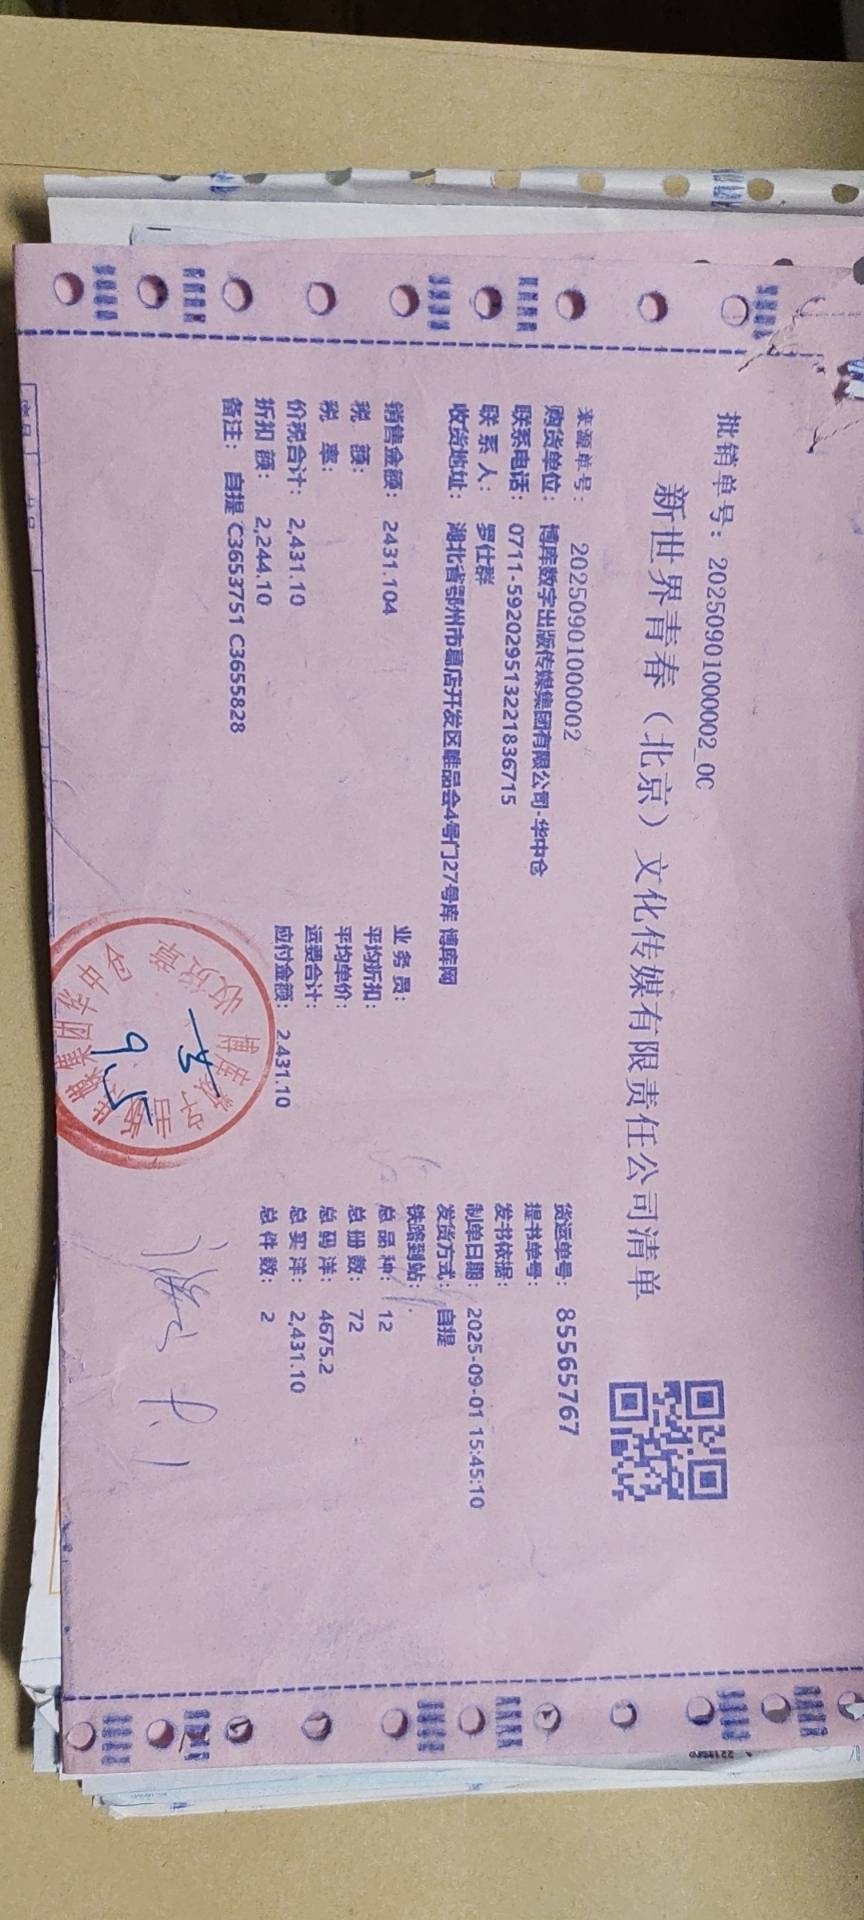 批销单号： 20250901000002_0C
新世界青春（北京）文化传媒有限责任公司清单
来源单号： 20250901000002
货运单号： 85565767
购货单位： 博库数字出版传媒集团有限公司-华中仓
提书单号：
联系电话： 0711-592029513221836715
发书依据：
联 系 人： 罗仕群
制单日期： 2025-09-01 15:45:10
收货地址： 湖北省鄂州市葛店开发区唯品会4号门27号库 博库网
发货方式： 自提
铁路到站：
销售金额： 2431.104
业 务 员：
总 品 种： 12
税 额：
平均折扣：
总 册 数： 72
税 率：
平均单价：
总 码 洋： 4675.2
价税合计： 2,431.10
运费合计：
总 实 洋： 2,431.10
折扣 额： 2,244.10
应付金额： 2,431.10
总 件 数： 2
备注： 自提 C3653751 C3655828
收货章